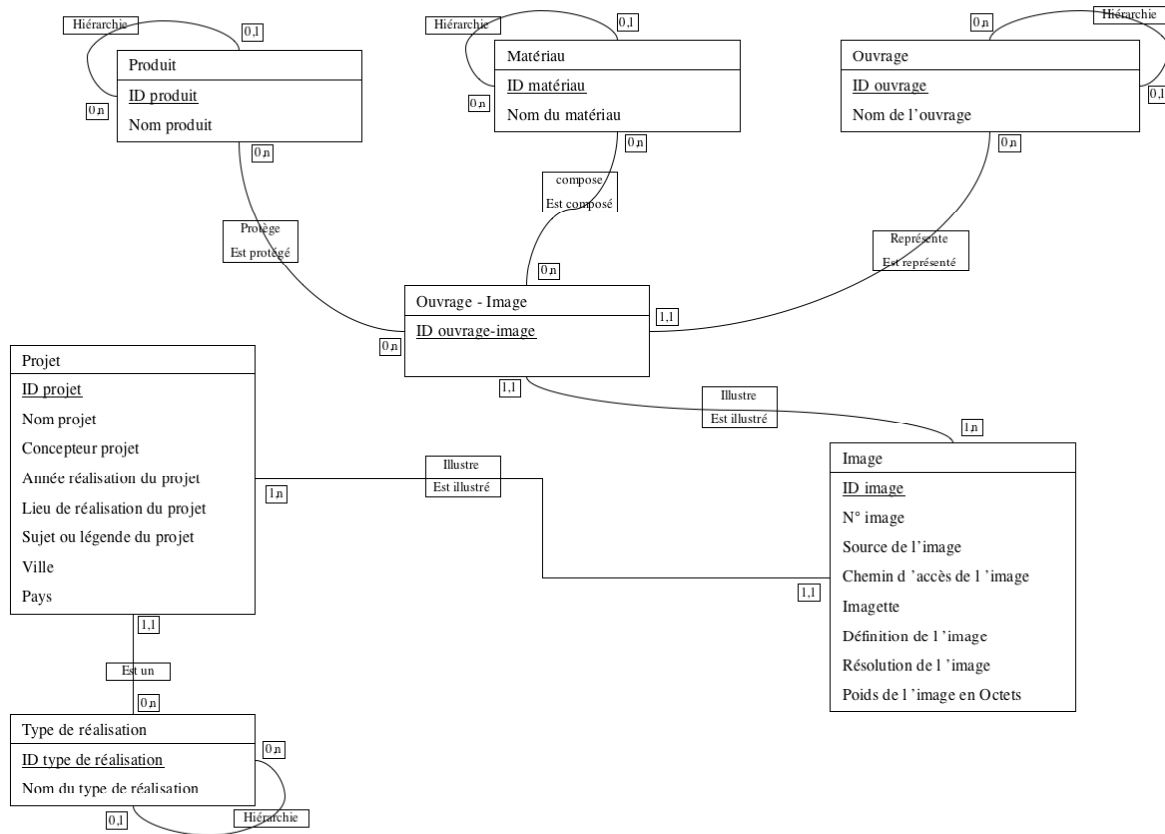 Hiérarchie
0,1
Produit
ID produit
Nom produit
0,n
0,n
Hiérarchie
0,1
Matériau
ID matériau
Nom du matériau
0,n
0,n
Hiérarchie
0,n
Ouvrage
ID ouvrage
Nom de l'ouvrage
0,1
0,n
Protège
Est protégé
compose
Est composé
Représente
Est représenté
0,n
Ouvrage - Image
ID ouvrage-image
0,n
1,1
1,1
Illustre
Est illustré
Projet
ID projet
Nom projet
Concepteur projet
Année réalisation du projet
Lieu de réalisation du projet
Sujet ou légende du projet
Ville
Pays
1,n
1,1
Illustre
Est illustré
1,n
Image
ID image
N° image
Source de l'image
Chemin d 'accès de l 'image
Imagette
Définition de l 'image
Résolution de l 'image
Poids de l 'image en Octets
1,1
Est un
0,n
Type de réalisation
ID type de réalisation
Nom du type de réalisation
0,n
0,1
Hiérarchie